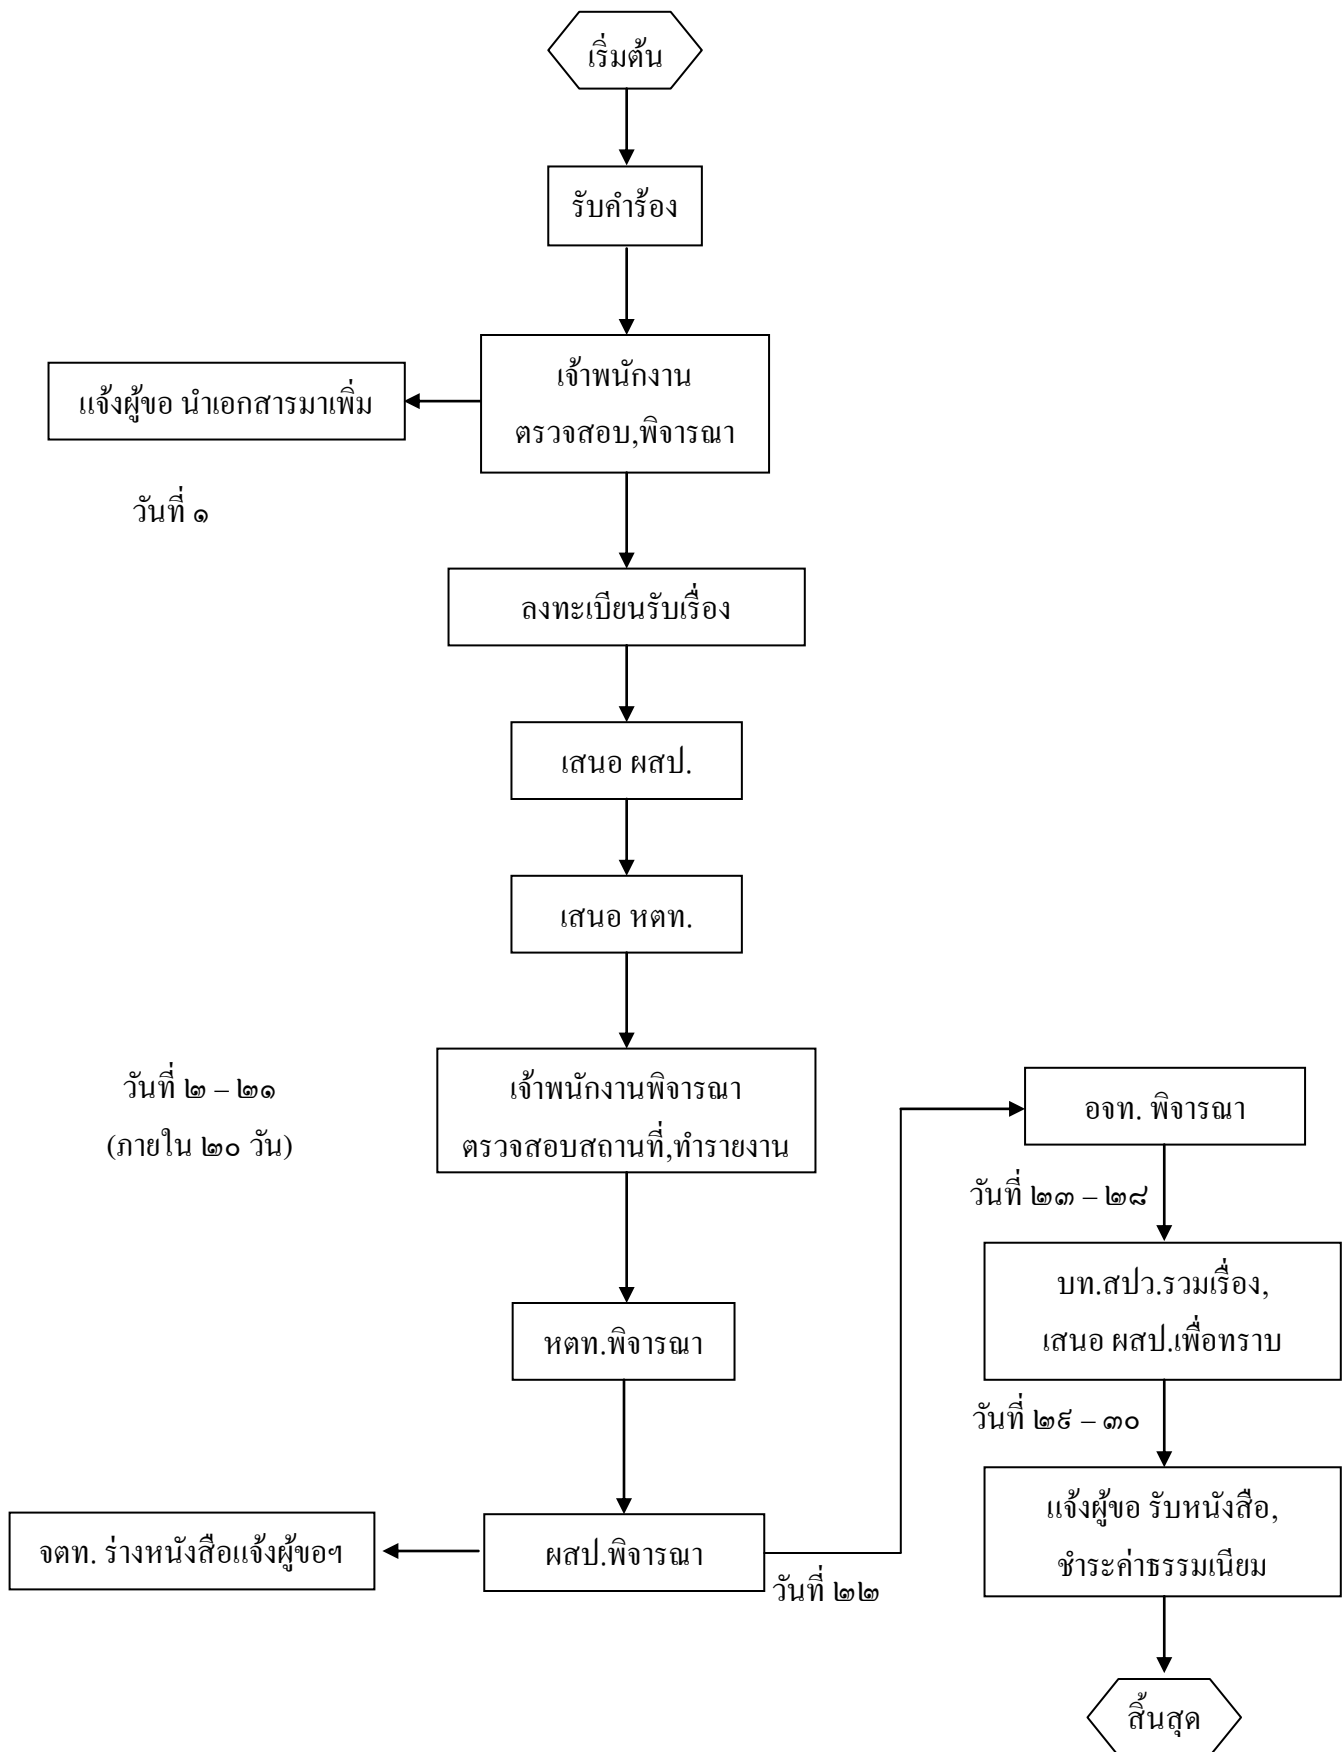 เริ่มต้น
รับคำร้อง
เจ้าพนักงาน
ตรวจสอบ,พิจารณา
แจ้งผู้ขอ นำเอกสารมาเพิ่ม
วันที่ ๑
ลงทะเบียนรับเรื่อง
เสนอ ผสป.
เสนอ หตท.
วันที่ ๒ – ๒๑
(ภายใน ๒๐ วัน)
เจ้าพนักงานพิจารณา
ตรวจสอบสถานที่,ทำรายงาน
หตท.พิจารณา
ผสป.พิจารณา
จตท. ร่างหนังสือแจ้งผู้ขอฯ
วันที่ ๒๒
อจท. พิจารณา
วันที่ ๒๓ – ๒๘
บท.สปว.รวมเรื่อง,
เสนอ ผสป.เพื่อทราบ
วันที่ ๒๙ – ๓๐
แจ้งผู้ขอ รับหนังสือ,
ชำระค่าธรรมเนียม
สิ้นสุด